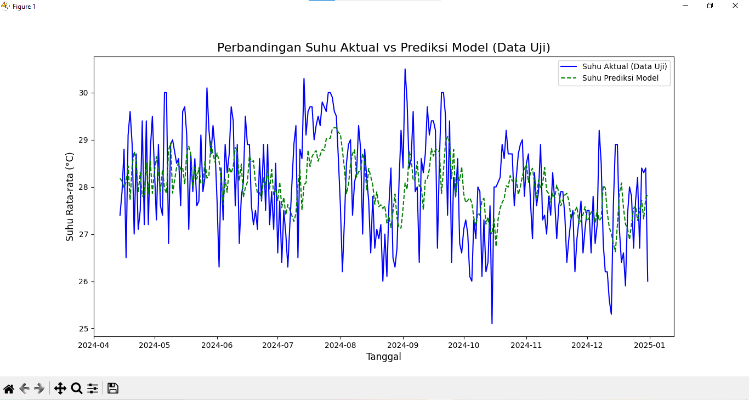 Figure 1
Perbandingan Suhu Aktual vs Prediksi Model (Data Uji)
Suhu Aktual (Data Uji)
Suhu Prediksi Model
Suhu Rata-rata (°C)
30
29
28
27
26
25
2024-04 2024-05 2024-06 2024-07 2024-08 2024-09 2024-10 2024-11 2024-12 2025-01
Tanggal